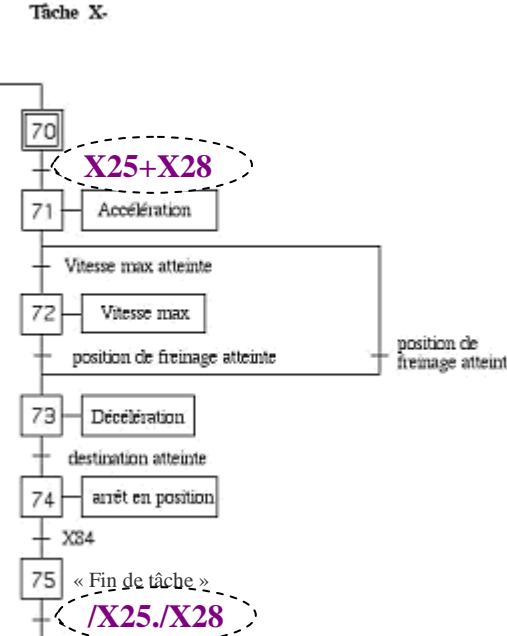 Tâche X-
70
X25+X28
71 Accélération
Vitesse max atteinte
72 Vitesse max
position de freinage atteinte
position de
freinage atteint
73 Décélération
destination atteinte
74 arrêt en position
X84
75 « Fin de tâche »
/X25./X28